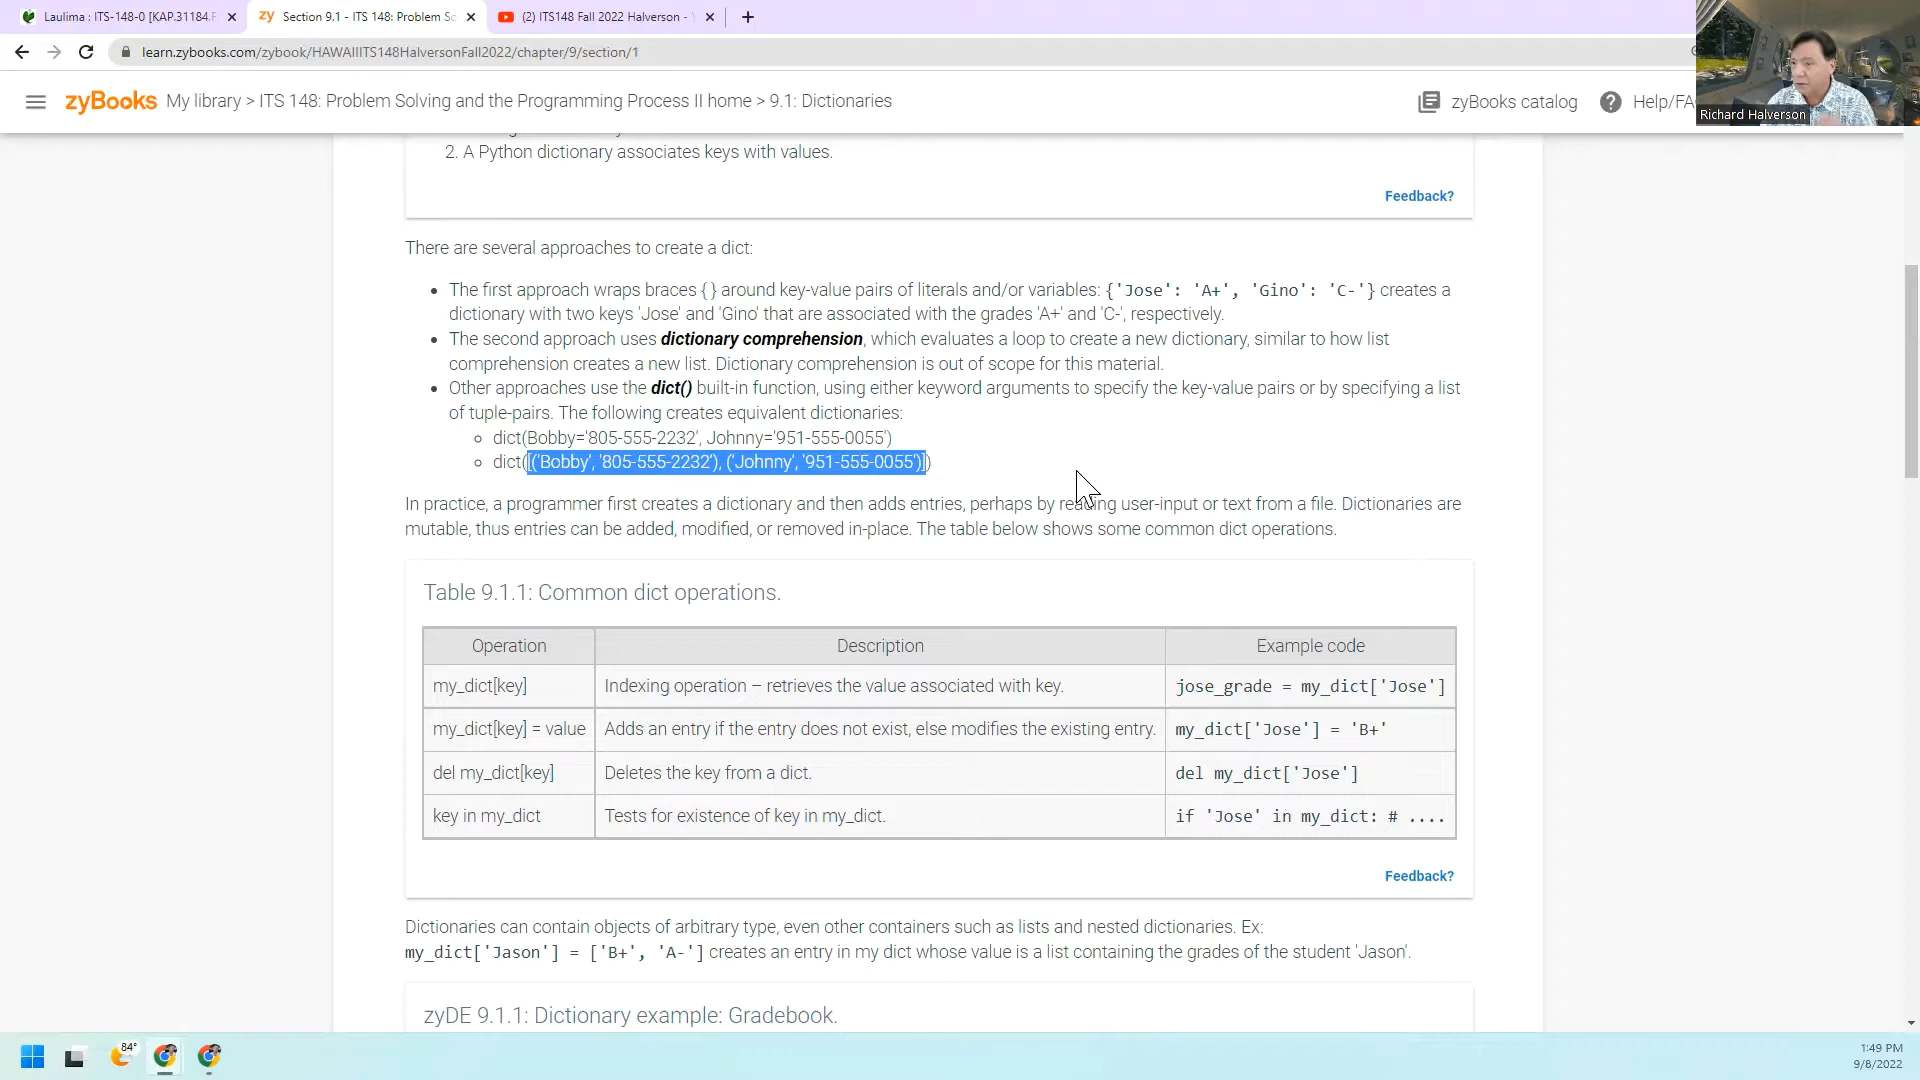 Laulima : ITS-148-0 [KAP.31184.F
zy Section 9.1 - ITS 148: Problem So
(2) ITS148 Fall 2022 Halverson -
learn.zybooks.com/zybook/HAWAIIITS148HalversonFall2022/chapter/9/section/1
zyBooks My library > ITS 148: Problem Solving and the Programming Process II home > 9.1: Dictionaries
zyBooks catalog
Help/FA
Richard Halverson
2. A Python dictionary associates keys with values.
Feedback?
There are several approaches to create a dict:
The first approach wraps braces { } around key-value pairs of literals and/or variables: {'Jose': 'A+', 'Gino': 'C-'} creates a
dictionary with two keys 'Jose' and 'Gino' that are associated with the grades 'A+' and 'C-', respectively.
The second approach uses dictionary comprehension, which evaluates a loop to create a new dictionary, similar to how list
comprehension creates a new list. Dictionary comprehension is out of scope for this material.
Other approaches use the dict() built-in function, using either keyword arguments to specify the key-value pairs or by specifying a list
of tuple-pairs. The following creates equivalent dictionaries:
dict(Bobby='805-555-2232', Johnny='951-555-0055')
dict([('Bobby', '805-555-2232'), ('Johnny', '951-555-0055')])
In practice, a programmer first creates a dictionary and then adds entries, perhaps by reading user-input or text from a file. Dictionaries are
mutable, thus entries can be added, modified, or removed in-place. The table below shows some common dict operations.
Table 9.1.1: Common dict operations.
Operation Description Example code
my_dict[key] Indexing operation – retrieves the value associated with key. jose_grade = my_dict['Jose']
my_dict[key] = value Adds an entry if the entry does not exist, else modifies the existing entry. my_dict['Jose'] = 'B+'
del my_dict[key] Deletes the key from a dict. del my_dict['Jose']
key in my_dict Tests for existence of key in my_dict. if 'Jose' in my_dict: # ....
Feedback?
Dictionaries can contain objects of arbitrary type, even other containers such as lists and nested dictionaries. Ex:
my_dict['Jason'] = ['B+', 'A-'] creates an entry in my dict whose value is a list containing the grades of the student 'Jason'.
zyDE 9.1.1: Dictionary example: Gradebook.
84°
1:49 PM
9/8/2022